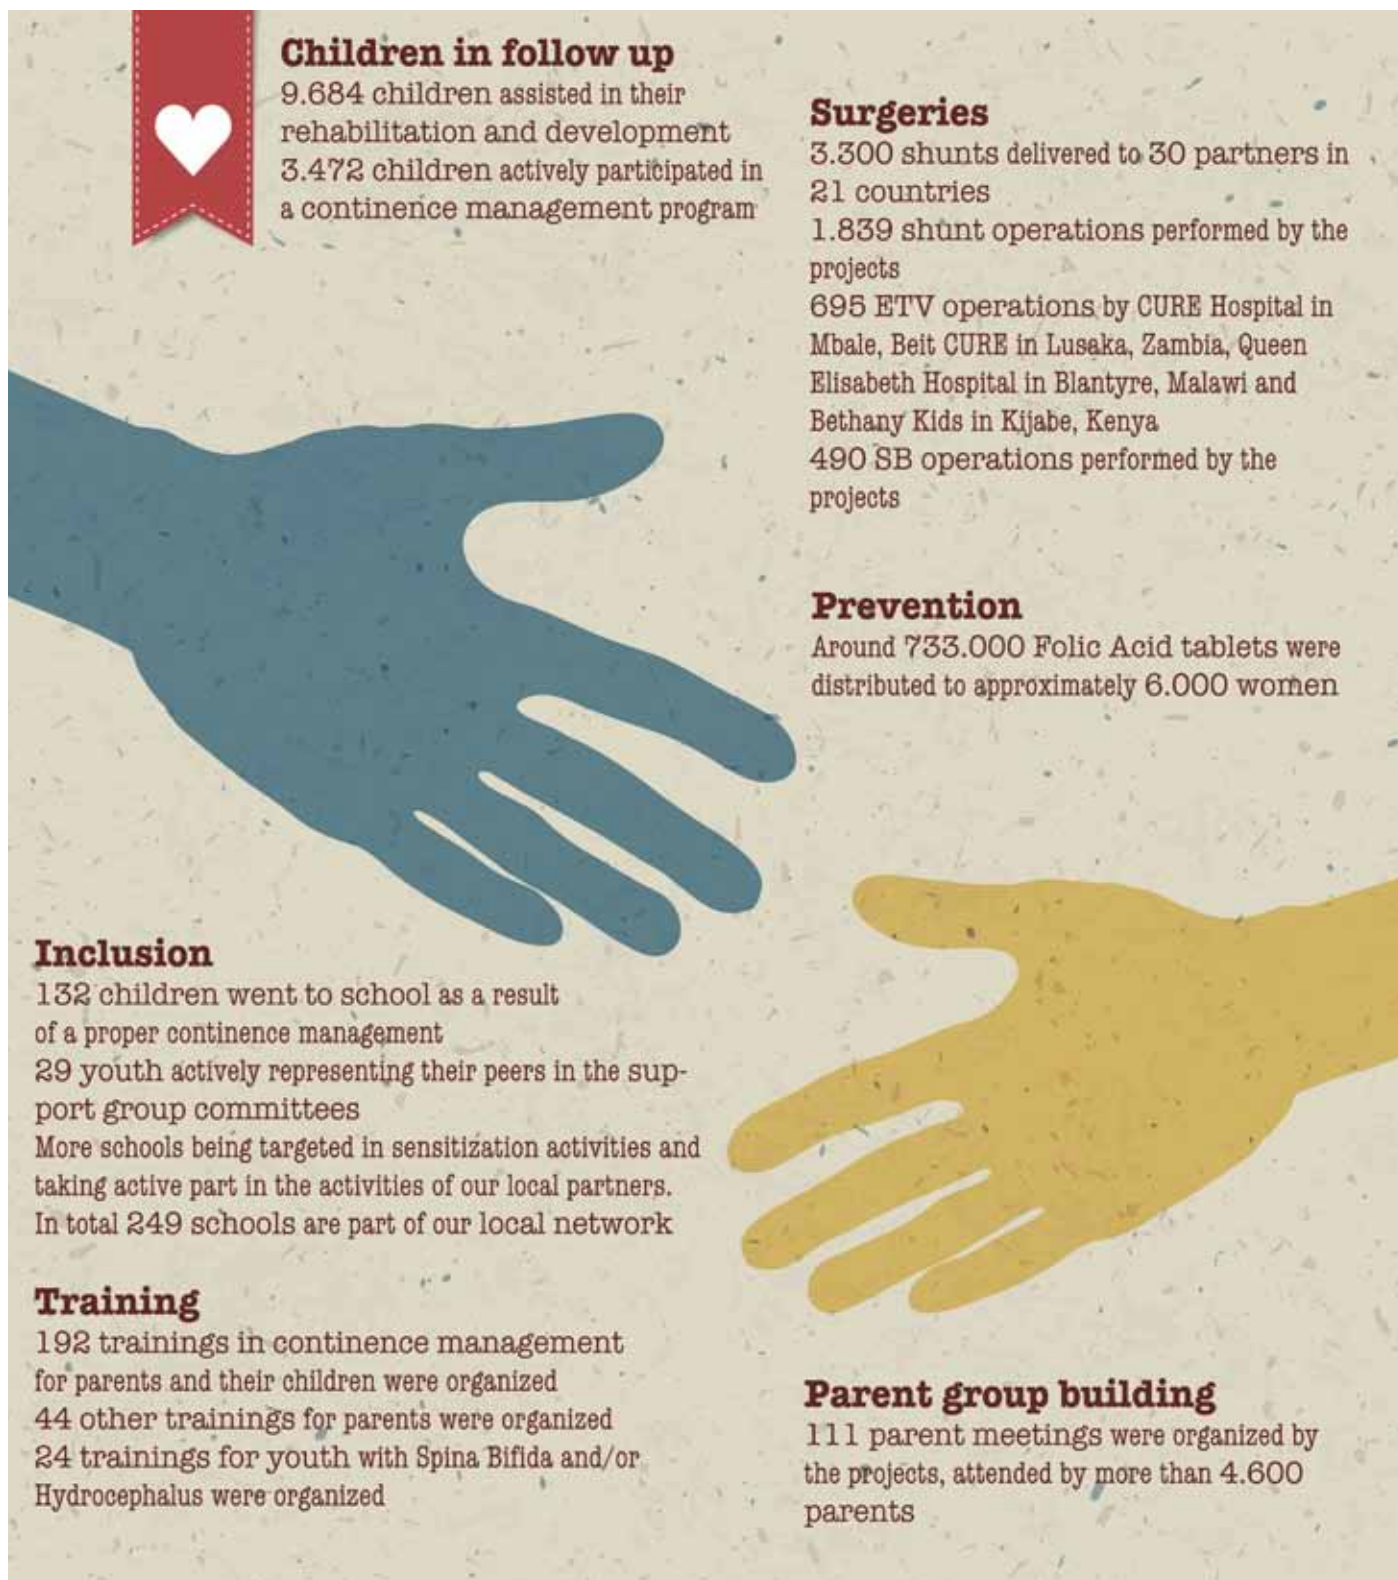 Children in follow up
9.684 children assisted in their
rehabilitation and development
3.472 children actively participated in
a continence management program
Surgeries
3.300 shunts delivered to 30 partners in
21 countries
1.839 shunt operations performed by the
projects
695 ETV operations by CURE Hospital in
Mbale, Beit CURE in Lusaka, Zambia, Queen
Elisabeth Hospital in Blantyre, Malawi and
Bethany Kids in Kijabe, Kenya
490 SB operations performed by the
projects
Prevention
Around 733.000 Folic Acid tablets were
distributed to approximately 6.000 women
Inclusion
132 children went to school as a result
of a proper continence management
29 youth actively representing their peers in the sup-
port group committees
More schools being targeted in sensitization activities and
taking active part in the activities of our local partners.
In total 249 schools are part of our local network
Training
192 trainings in continence management
for parents and their children were organized
44 other trainings for parents were organized
24 trainings for youth with Spina Bifida and/or
Hydrocephalus were organized
Parent group building
111 parent meetings were organized by
the projects, attended by more than 4.600
parents